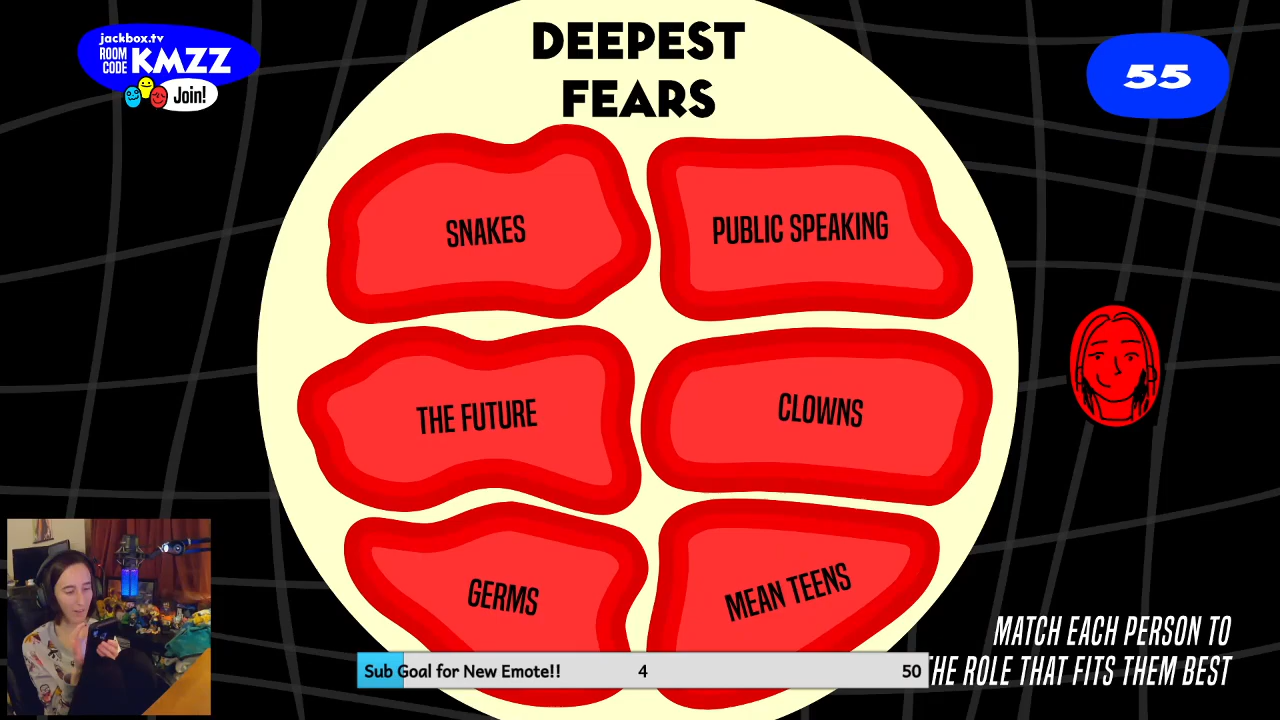 jackbox.tv
ROOM
CODE
KMZZ
Join!
DEEPEST
FEARS
55
SNAKES
PUBLIC SPEAKING
THE FUTURE
CLOWNS
GERMS
MEAN TEENS
MATCH EACH PERSON TO
HE ROLE THAT FITS THEM BEST
Sub Goal for New Emote!!
4
50